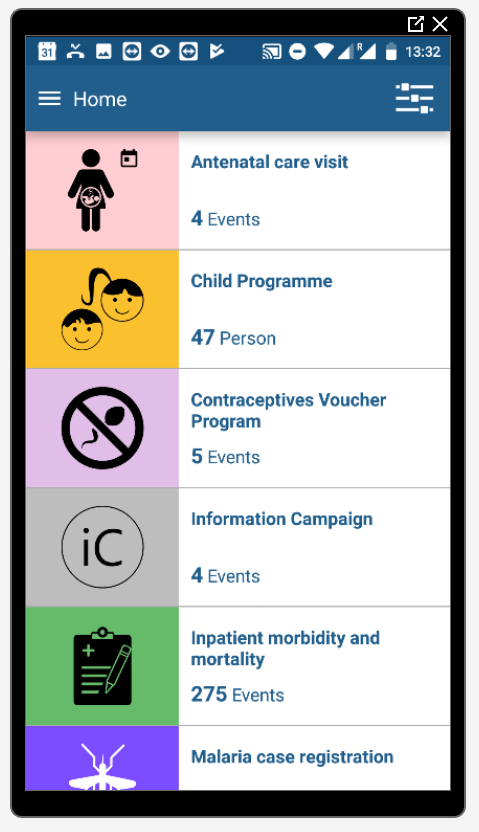 31 R 13:32
Home
Antenatal care visit
4 Events
Child Programme
47 Person
Contraceptives Voucher
Program
5 Events
iC
Information Campaign
4 Events
Inpatient morbidity and
mortality
275 Events
Malaria case registration